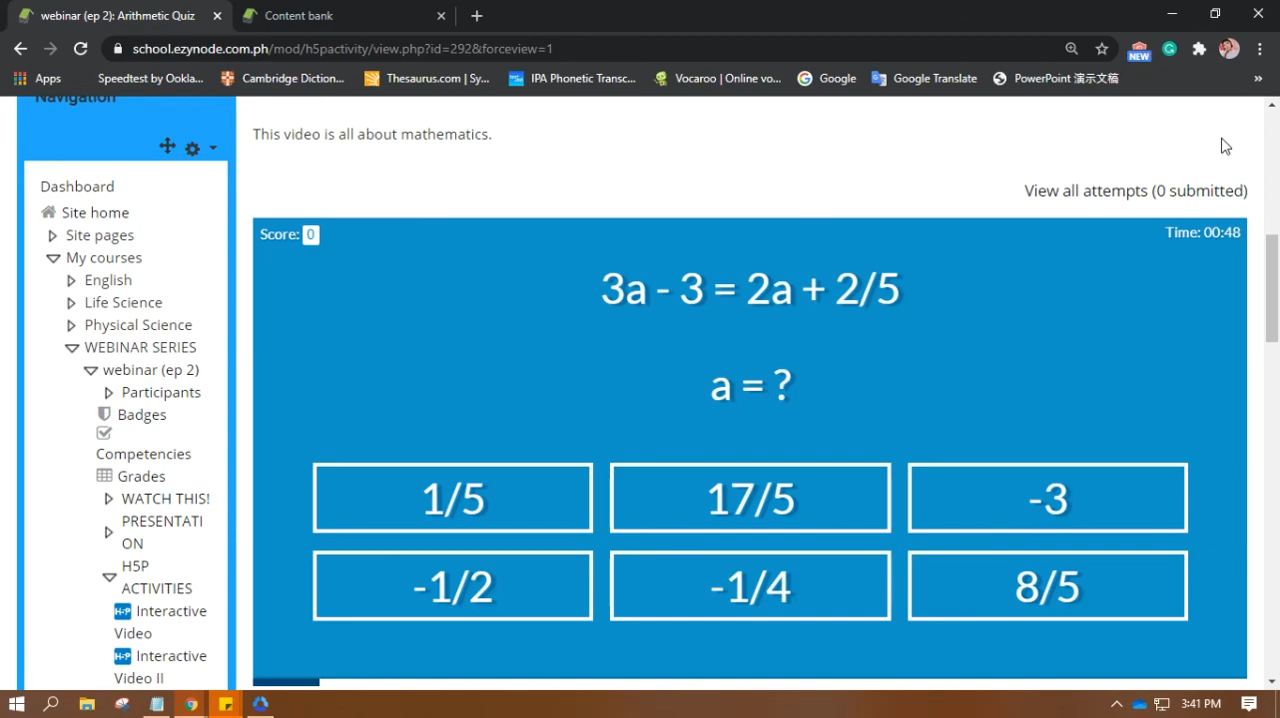 webinar (ep 2): Arithmetic Quiz
Content bank
school.ezynode.com.ph/mod/h5pactivity/view.php?id=292&forceview=1
NEW
Apps
Speedtest by Ookla...
Cambridge Diction...
Thesaurus.com | Sy...
IPA Phonetic Transc...
Vocaroo | Online vo...
Google
Google Translate
PowerPoint 演示文稿
»
Navigation
Dashboard
Site home
Site pages
My courses
English
Life Science
Physical Science
WEBINAR SERIES
webinar (ep 2)
Participants
Badges
Competencies
Grades
WATCH THIS!
PRESENTATI
ON
H5P
ACTIVITIES
H-P Interactive
Video
H-P Interactive
Video II
This video is all about mathematics.
View all attempts (0 submitted)
Score: 0
Time: 00:48
3a - 3 = 2a + 2/5
a = ?
1/5
17/5
-3
-1/2
-1/4
8/5
3:41 PM